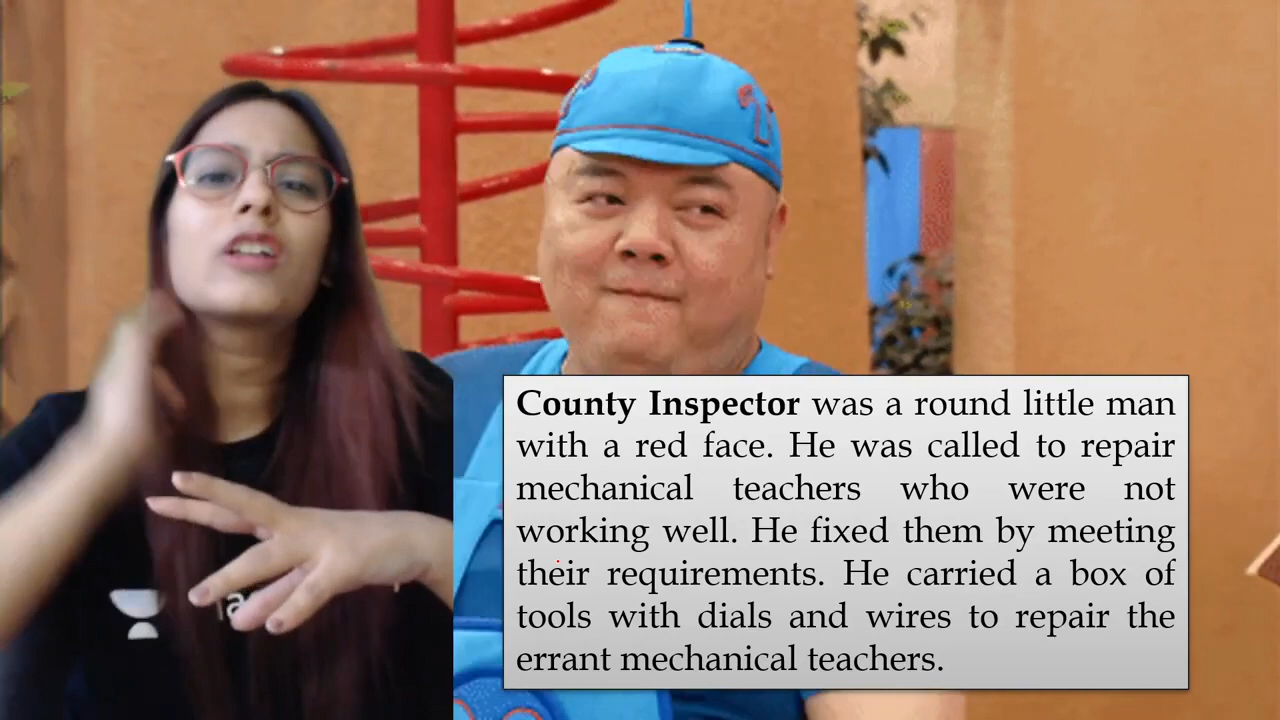 County Inspector was a round little man
with a red face. He was called to repair
mechanical teachers who were not
working well. He fixed them by meeting
their requirements. He carried a box of
tools with dials and wires to repair the
errant mechanical teachers.